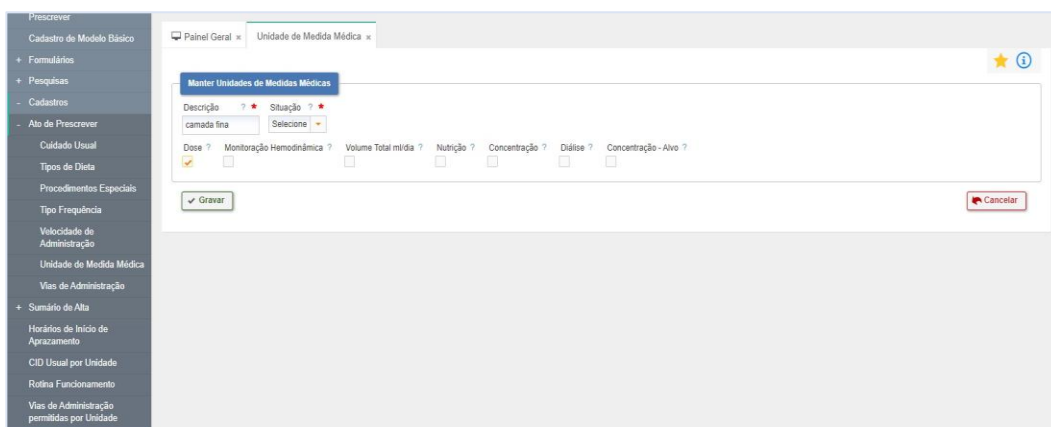 Prescrever
Cadastro de Modelo Básico
+ Formulários
+ Pesquisas
- Cadastros
- Ato de Prescrever
Cuidado Usual
Tipos de Dieta
Procedimentos Especiais
Tipo Frequência
Velocidade de
Administração
Unidade de Medida Médica
Vias de Administração
+ Sumário de Alta
Horários de Início de
Aprazamento
CID Usual por Unidade
Rotina Funcionamento
Vias de Administração
permitidas por Unidade
Painel Geral × Unidade de Medida Médica ×
Manter Unidades de Medidas Médicas
Descrição ? ★ Situação ? ★
camada fina Selecione
Dose ? Monitoração Hemodinâmica ? Volume Total ml/dia ? Nutrição ? Concentração ? Diálise ? Concentração - Alvo ?
Gravar Cancelar